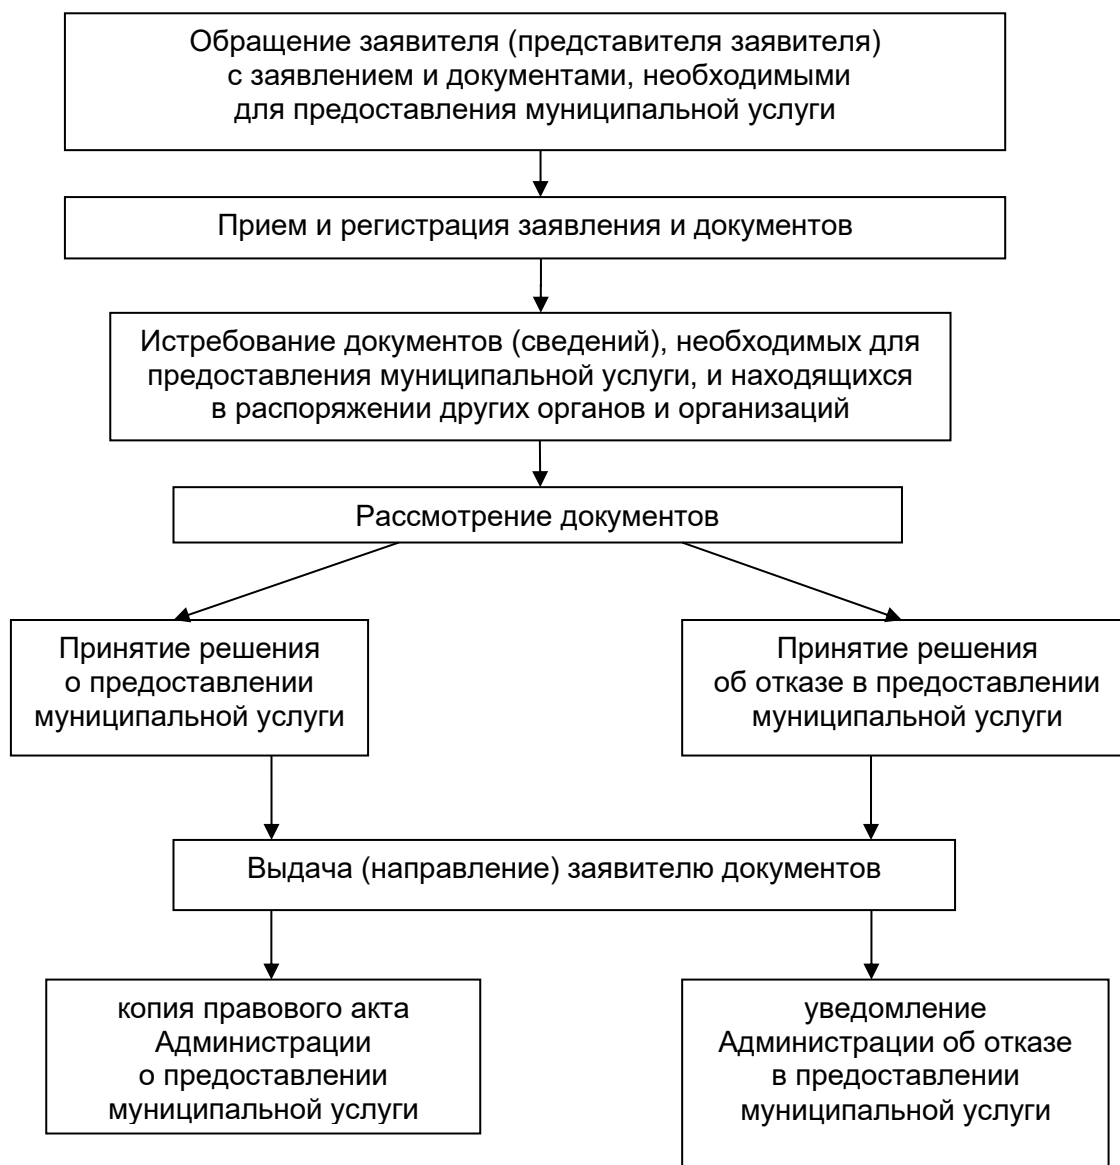 Обращение заявителя (представителя заявителя)
с заявлением и документами, необходимыми
для предоставления муниципальной услуги
Прием и регистрация заявления и документов
Истребование документов (сведений), необходимых для
предоставления муниципальной услуги, и находящихся
в распоряжении других органов и организаций
Рассмотрение документов
Принятие решения
о предоставлении
муниципальной услуги
Принятие решения
об отказе в предоставлении
муниципальной услуги
Выдача (направление) заявителю документов
копия правового акта
Администрации
о предоставлении
муниципальной услуги
уведомление
Администрации об отказе
в предоставлении
муниципальной услуги